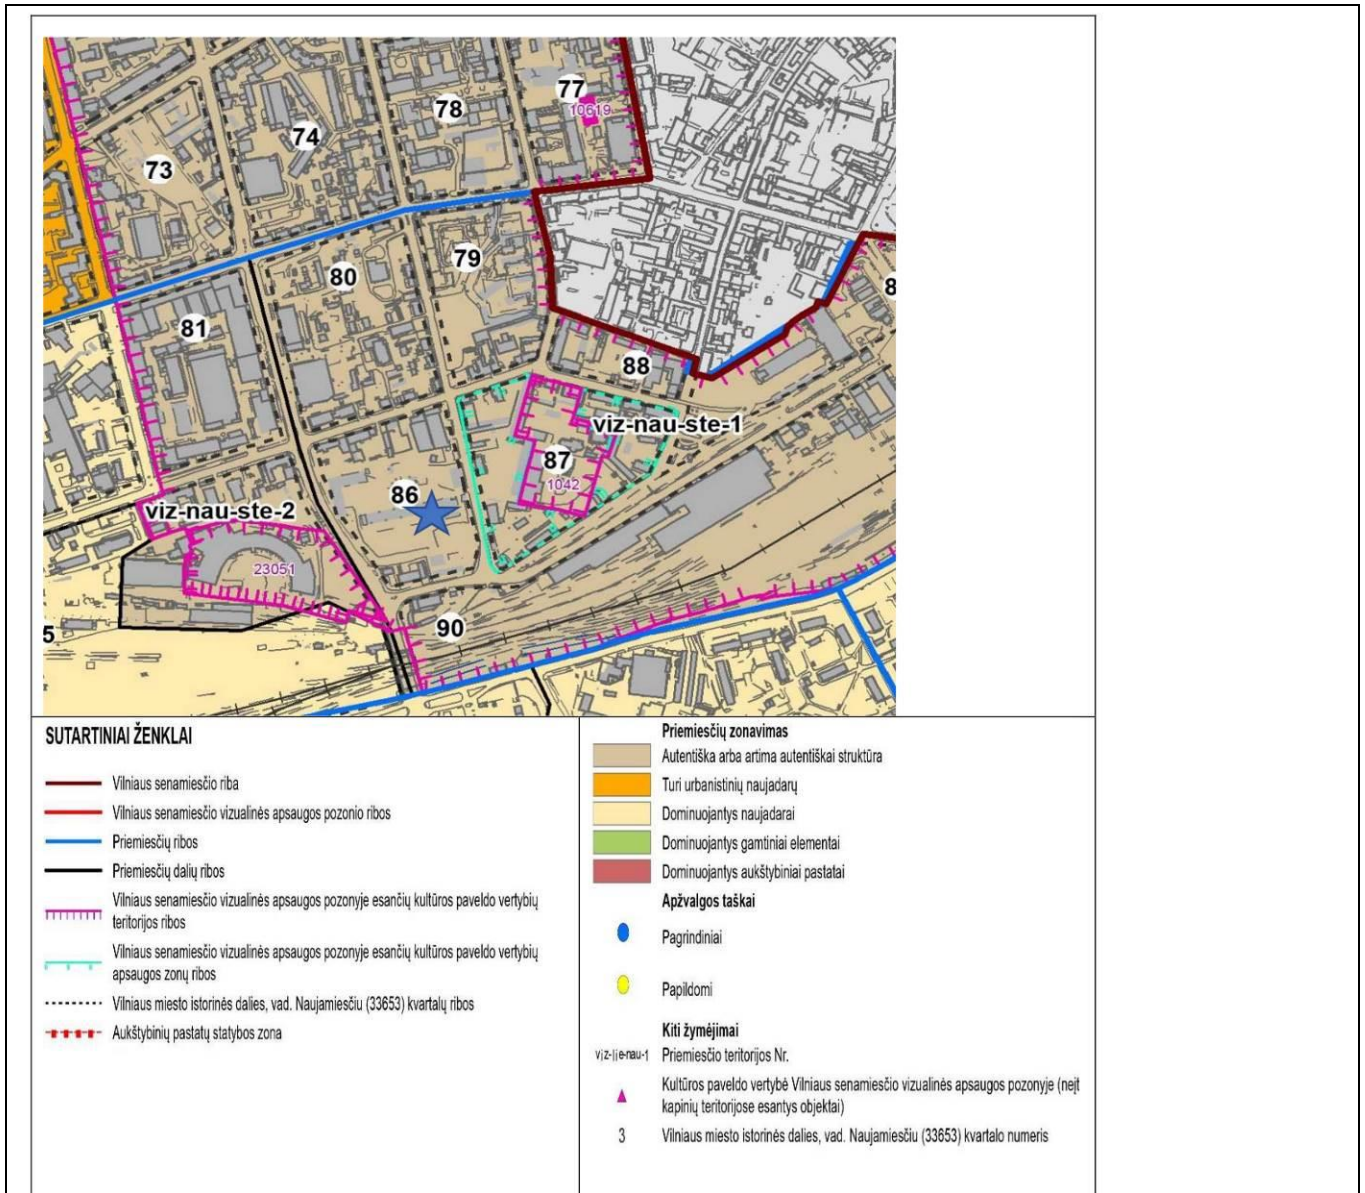 77
10619
78
74
73
79
80
8
81
88
viz-nau-ste-1
87
1042
86
viz-nau-ste-2
23051
90
5
SUTARTINIAI ŽENKLAI
Vilniaus senamiesčio riba
Vilniaus senamiesčio vizualinės apsaugos pozonio ribos
Priemiesčių ribos
Priemiesčių dalių ribos
Vilniaus senamiesčio vizualinės apsaugos pozonyje esančių kultūros paveldo vertybių
teritorijos ribos
Vilniaus senamiesčio vizualinės apsaugos pozonyje esančių kultūros paveldo vertybių
apsaugos zonų ribos
Vilniaus miesto istorinės dalies, vad. Naujamiesčiu (33653) kvartalų ribos
Aukštybinių pastatų statybos zona
Priemiesčių zonavimas
Autentiška arba artima autentiškai struktūra
Turi urbanistinių naujadarų
Dominuojantys naujadarai
Dominuojantys gamtiniai elementai
Dominuojantys aukštybiniai pastatai
Apžvalgos taškai
Pagrindiniai
Papildomi
Kiti žymėjimai
viz-lie-nau-1 Priemiesčio teritorijos Nr.
Kultūros paveldo vertybė Vilniaus senamiesčio vizualinės apsaugos pozonyje (neįt
kapinių teritorijose esantys objektai)
3 Vilniaus miesto istorinės dalies, vad. Naujamiesčiu (33653) kvartalo numeris